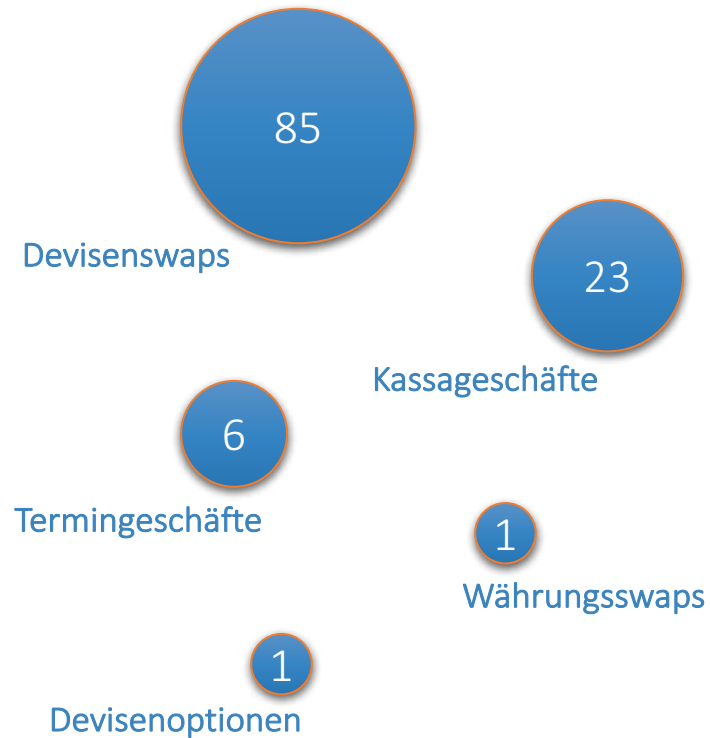 85
Devisenswaps
23
Kassageschäfte
6
Termingeschäfte
1
Währungsswaps
1
Devisenoptionen